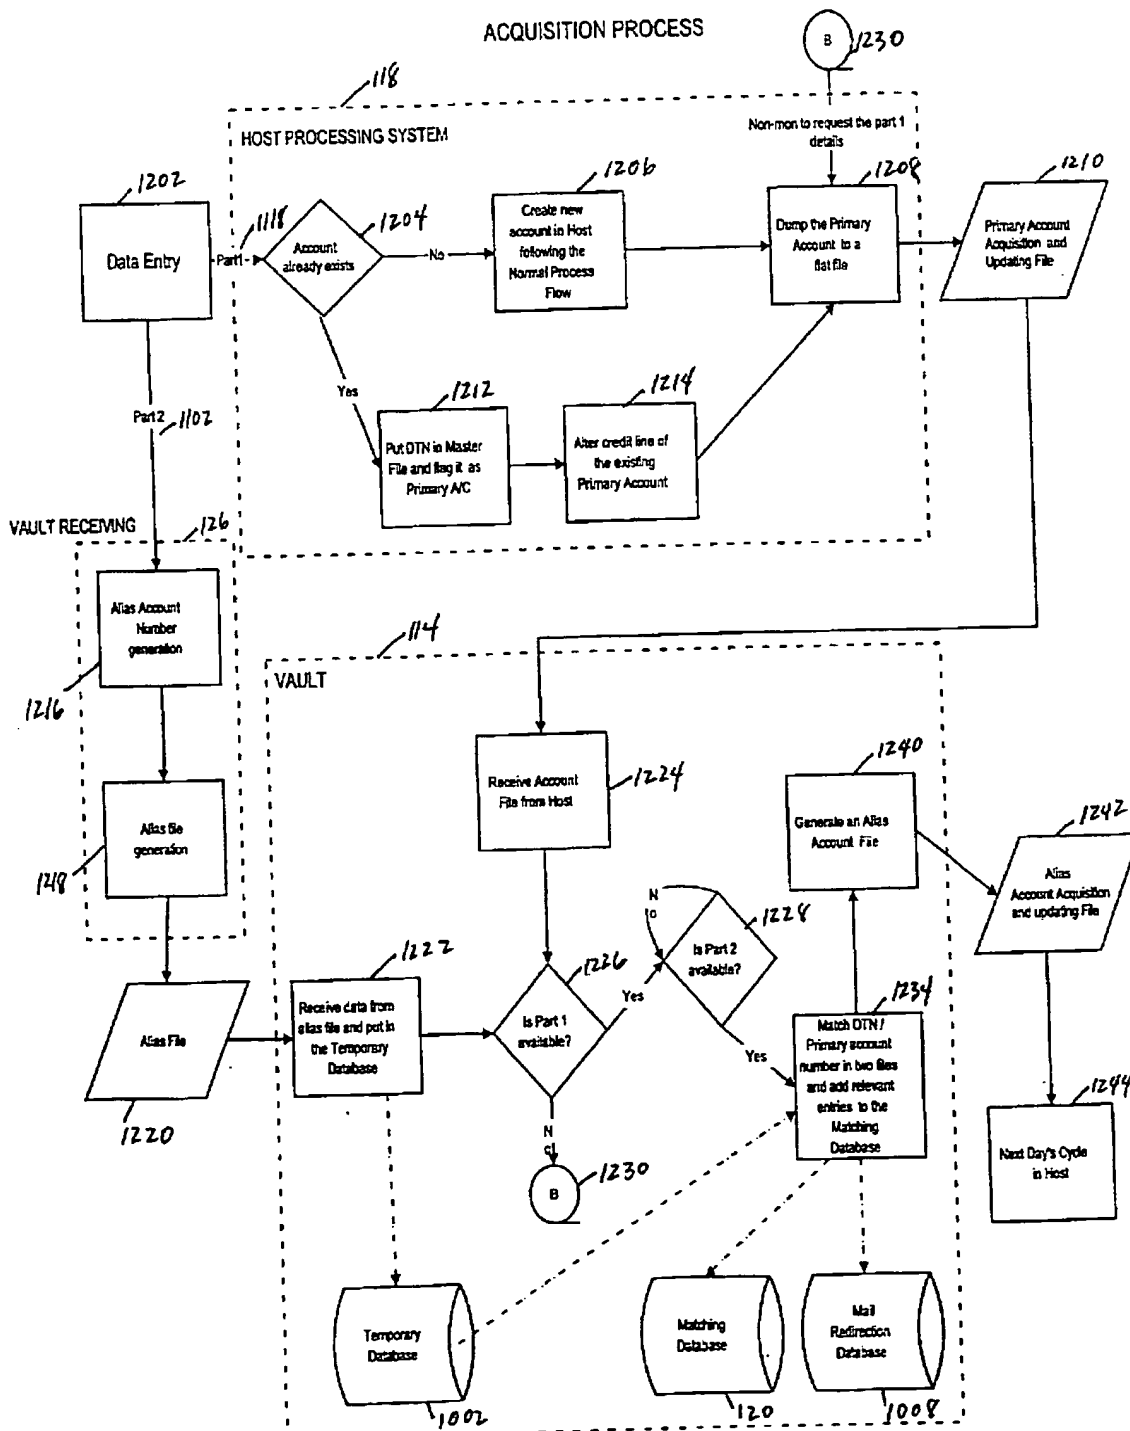 ACQUISITION PROCESS
B
1230
118
HOST PROCESSING SYSTEM
Non-mon to request the part 1
details
1202
Data Entry
1118
Part1
1204
Account
already exists
No
1206
Create new
account in Host
following the
Normal Process
Flow
1208
Dump the Primary
Account to a
flat file
1210
Primary Account
Acquisition and
Updating File
Yes
1212
Put DTN in Master
File and flag it as
Primary A/C
1214
Alter credit line of
the existing
Primary Account
Part 2
1102
VAULT RECEIVING
126
Alias Account
Number
generation
1216
Alias file
generation
1218
Alias File
1220
114
VAULT
Receive Account
File from Host
1224
1240
Generate an Alias
Account File
1242
Alias
Account Acquisition
and updating File
1222
Receive data from
alias file and put in
the Temporary
Database
1226
Is Part 1
available?
Yes
N
o
1228
Is Part 2
available?
Yes
1234
Match DTN /
Primary account
number in two files
and add relevant
entries to the
Matching
Database
1244
Next Day's Cycle
in Host
N
o
B
1230
Temporary
Database
1002
Matching
Database
120
Mail
Redirection
Database
1008